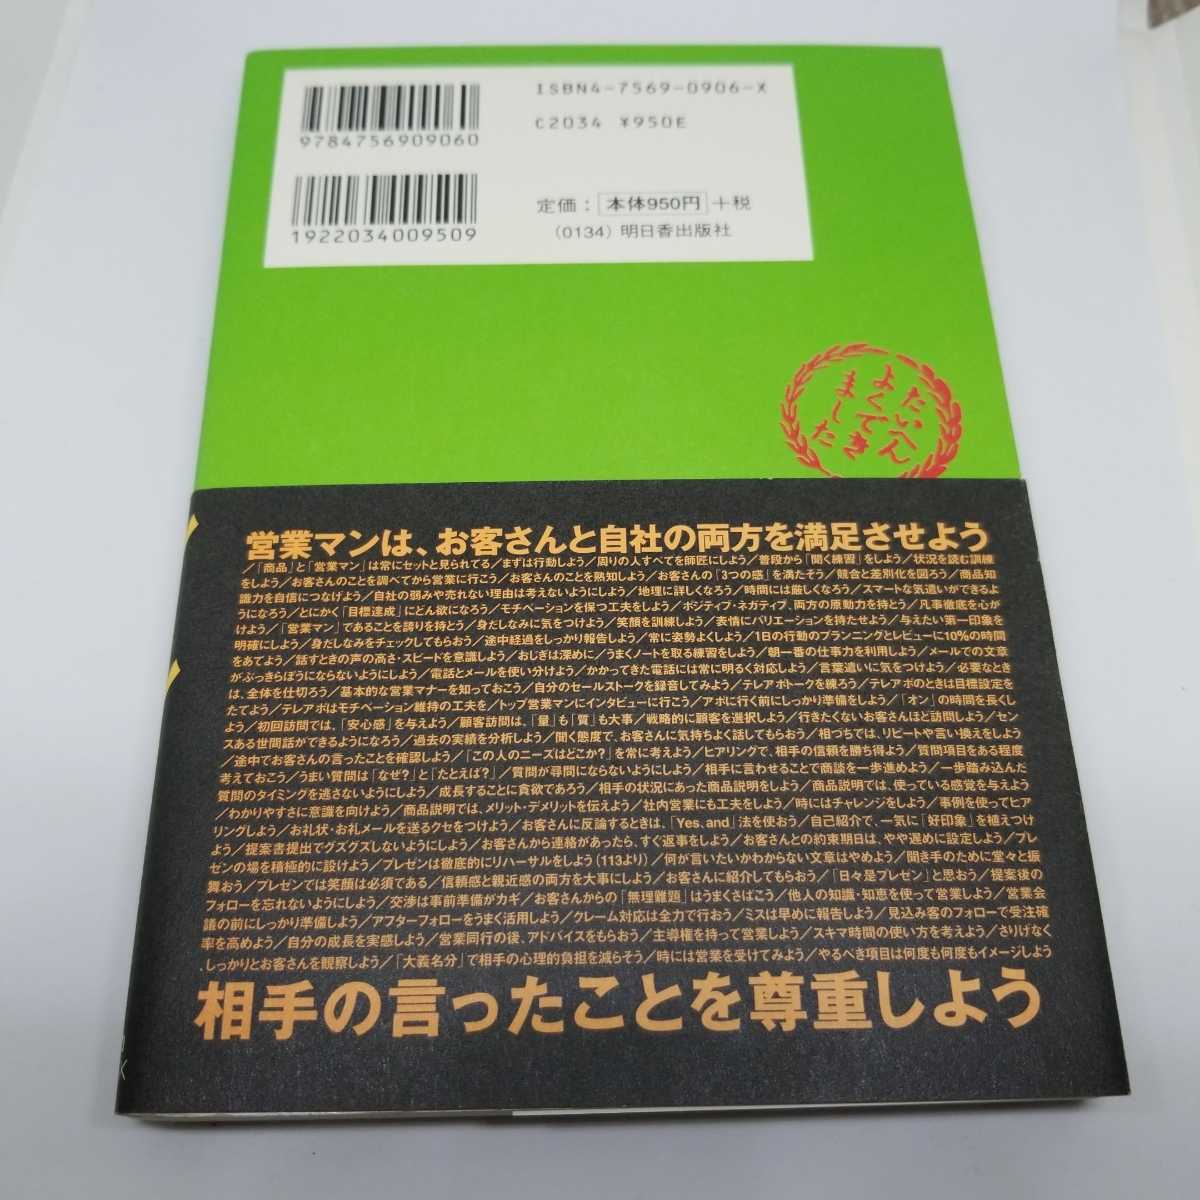 ISBN4-7569-0906-X
C2034 ¥950E
9784756909060
定価：本体950円＋税
(0134) 明日香出版社
1922034009509
たいへん
よくでき
ました
営業マンは、お客さんと自社の両方を満足させよう
／「商品」と「営業マン」は常にセットと見られてる／まずは行動しよう／周りの人すべてを師匠にしよう／普段から「聞く練習」をしよう／状況を読む訓練
をしよう／お客さんのことを調べてから営業に行こう／お客さんのことを熟知しよう／お客さんの「3つの感」を満たそう／競合と差別化を図ろう／商品知
識力を自信につなげよう／自社の弱みや売れない理由は考えないようにしよう／地理に詳しくなろう／時間には厳しくなろう／スマートな気遣いができるよ
うになろう／とにかく「目標達成」にどん欲になろう／モチベーションを保つ工夫をしよう／ポジティブ・ネガティブ、両方の原動力を持とう／凡事徹底を心が
けよう／「営業マン」であることを誇りを持とう／身だしなみに気をつけよう／笑顔を訓練しよう／表情にバリエーションを持たせよう／与えたい第一印象を
明確にしよう／身だしなみをチェックしてもらおう／途中経過をしっかり報告しよう／常に姿勢よくしよう／1日の行動のプランニングとレビューに10%の時間
をあてよう／話すときの声の高さ・スピードを意識しよう／おじぎは深めに／うまくノートを取る練習をしよう／朝一番の仕事力を利用しよう／メールでの文章
がぶっきらぼうにならないようにしよう／電話とメールを使い分けよう／かかってきた電話には常に明るく対応しよう／言葉遣いに気をつけよう／必要なとき
は、全体を仕切ろう／基本的な営業マナーを知っておこう／自分のセールストークを録音してみよう／テレアポトークを練ろう／テレアポのときは目標設定を
たてよう／テレアポはモチベーション維持の工夫を／トップ営業マンにインタビューに行こう／アポに行く前にしっかり準備をしよう／「オン」の時間を長くし
よう／初回訪問では、「安心感」を与えよう／顧客訪問は、「量」も「質」も大事／戦略的に顧客を選択しよう／行きたくないお客さんほど訪問しよう／セン
スある世間話ができるようになろう／過去の実績を分析しよう／聞く態度で、お客さんに気持ちよく話してもらおう／相づちでは、リピートや言い換えをしよう
／途中でお客さんの言ったことを確認しよう／「この人のニーズはどこか？」を常に考えよう／ヒアリングで、相手の信頼を勝ち得よう／質問項目をある程度
考えておこう／うまい質問は「なぜ？」と「たとえば？」／質問が尋問にならないようにしよう／相手に言わせることで商談を一歩進めよう／一歩踏み込んだ
質問のタイミングを逃さないようにしよう／成長することに貪欲であろう／相手の状況にあった商品説明をしよう／商品説明では、使っている感覚を与えよう
／わかりやすさに意識を向けよう／商品説明では、メリット・デメリットを伝えよう／社内営業にも工夫をしよう／時にはチャレンジをしよう／事例を使ってヒア
リングしよう／お礼状・お礼メールを送るクセをつけよう／お客さんに反論するときは、「Yes, and」法を使おう／自己紹介で、一気に「好印象」を植えつけ
よう／提案書提出でグズグズしないようにしよう／お客さんから連絡があったら、すぐ返事をしよう／お客さんとの約束期日は、やや遅めに設定しよう／プレ
ゼンの場を積極的に設けよう／プレゼンは徹底的にリハーサルをしよう(113より)／何が言いたいかわからない文章はやめよう／聞き手のために堂々と振
舞おう／プレゼンでは笑顔は必須である／信頼感と親近感の両方を大事にしよう／お客さんに紹介してもらおう／「日々是プレゼン」と思おう／提案後の
フォローを忘れないようにしよう／交渉は事前準備がカギ／お客さんからの「無理難題」はうまくさばこう／他人の知識・知恵を使って営業しよう／営業会
議の前にしっかり準備しよう／アフターフォローをうまく活用しよう／クレーム対応は全力で行おう／ミスは早めに報告しよう／見込み客のフォローで受注確
率を高めよう／自分の成長を実感しよう／営業同行の後、アドバイスをもらおう／主導権を持って営業しよう／スキマ時間の使い方を考えよう／さりげなく
、しっかりとお客さんを観察しよう／「大義名分」で相手の心理的負担を減らそう／時には営業を受けてみよう／やるべき項目は何度も何度もイメージしよう
相手の言ったことを尊重しよう